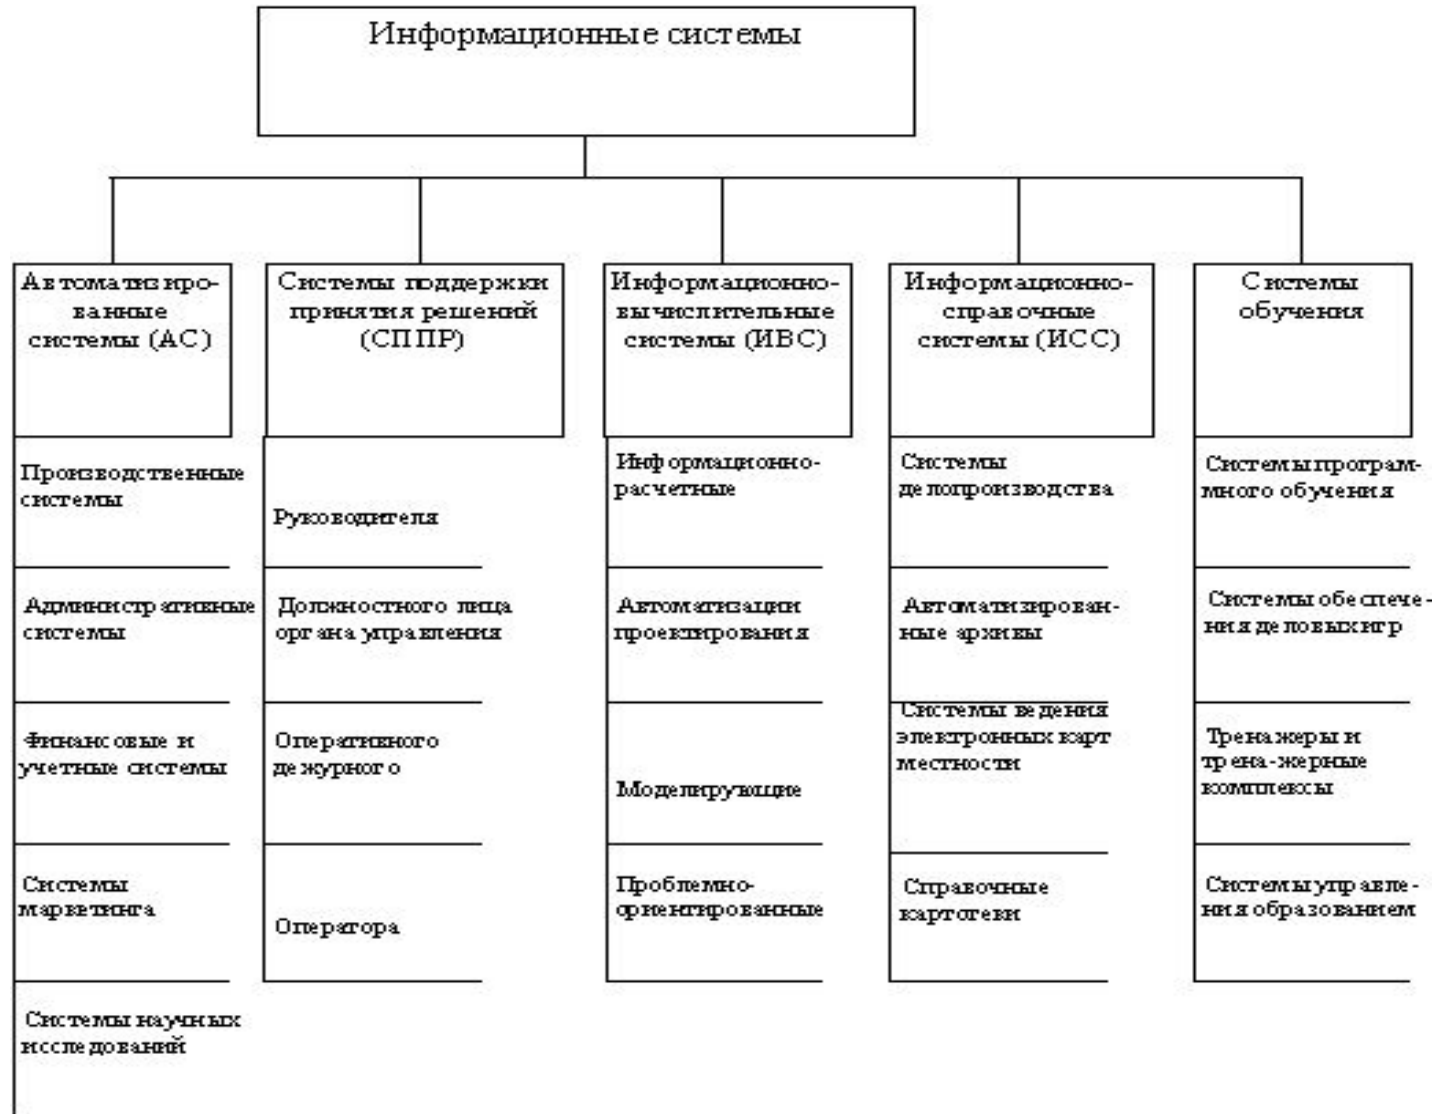 Информационные системы
Автоматизиро-
ванные
системы (АС)
Производственные
системы
Административные
системы
Финансовые и
учетные системы
Системы
маркетинга
Системы научных
исследований
Системы поддержки
принятия решений
(СППР)
Руководителя
Должностного лица
органа управления
Оперативного
дежурного
Оператора
Информационно-
вычислительные
системы (ИВС)
Информационно-
расчетные
Автоматизации
проектирования
Моделирующие
Проблемно-
ориентированные
Информационно-
справочные
системы (ИСС)
Системы
делопроизводства
Автоматизирован-
ные архивы
Системы ведения
электронных карт
местности
Справочные
картотеки
Системы
обучения
Системы програм-
много обучения
Системы обеспече-
ния деловых игр
Тренажеры и
трена-жерные
комплексы
Системы управле-
ния образованием